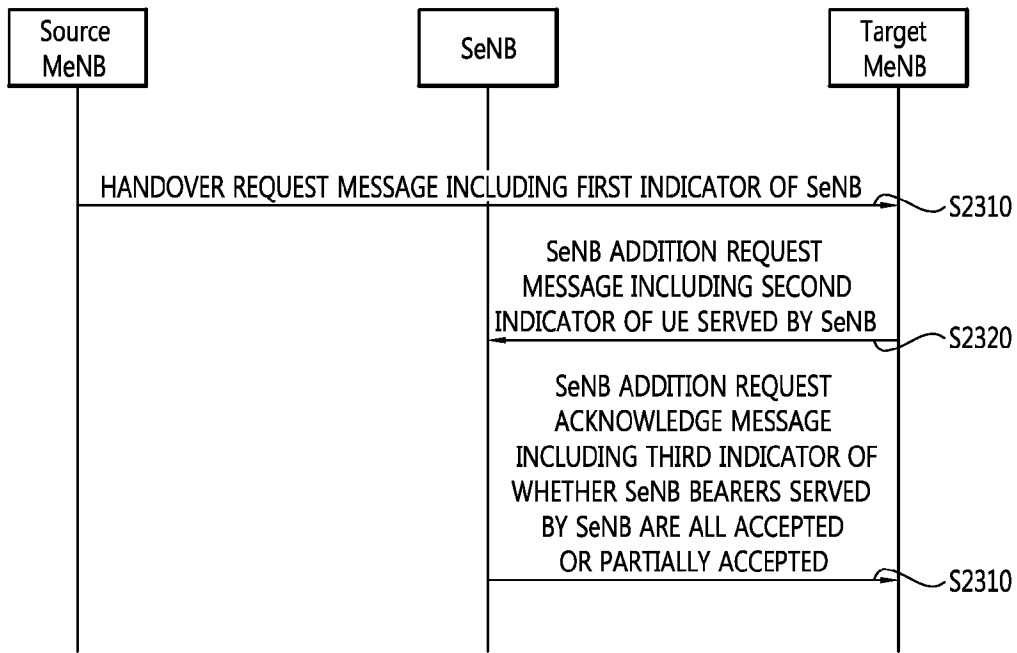 Source
MeNB
SeNB
Target
MeNB
HANDOVER REQUEST MESSAGE INCLUDING FIRST INDICATOR OF SeNB
S2310
SeNB ADDITION REQUEST
MESSAGE INCLUDING SECOND
INDICATOR OF UE SERVED BY SeNB
S2320
SeNB ADDITION REQUEST
ACKNOWLEDGE MESSAGE
INCLUDING THIRD INDICATOR OF
WHETHER SeNB BEARERS SERVED
BY SeNB ARE ALL ACCEPTED
OR PARTIALLY ACCEPTED
S2310